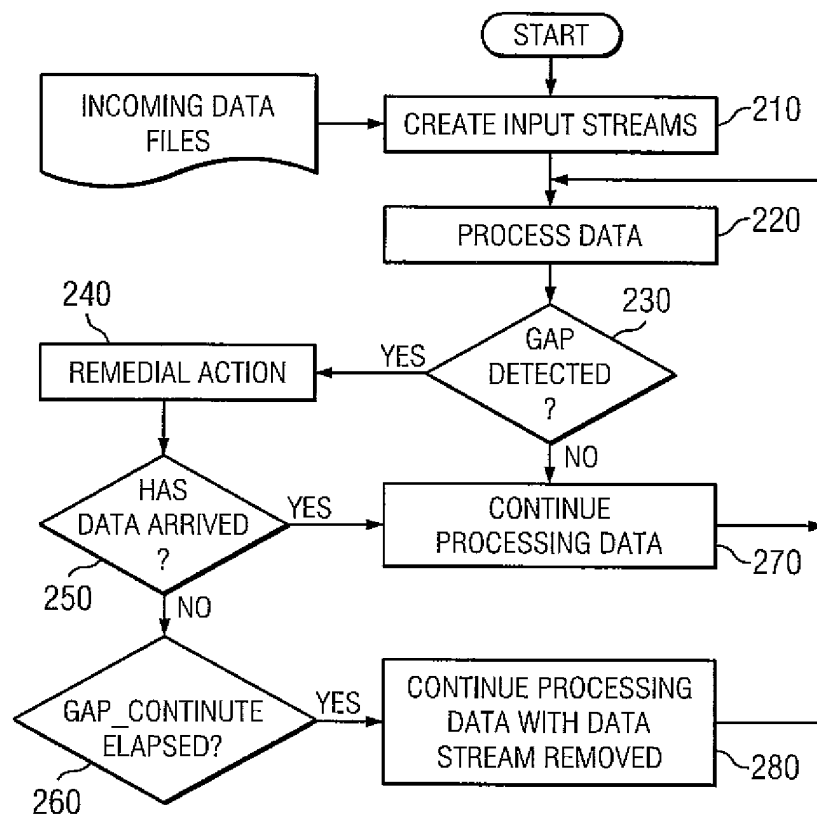 START
INCOMING DATA
FILES
CREATE INPUT STREAMS
210
PROCESS DATA
220
240
230
REMEDIAL ACTION
YES
GAP
DETECTED
?
NO
HAS
DATA ARRIVED
?
YES
CONTINUE
PROCESSING DATA
250
270
NO
GAP_CONTINUTE
ELAPSED?
YES
CONTINUE PROCESSING
DATA WITH DATA
STREAM REMOVED
260
280